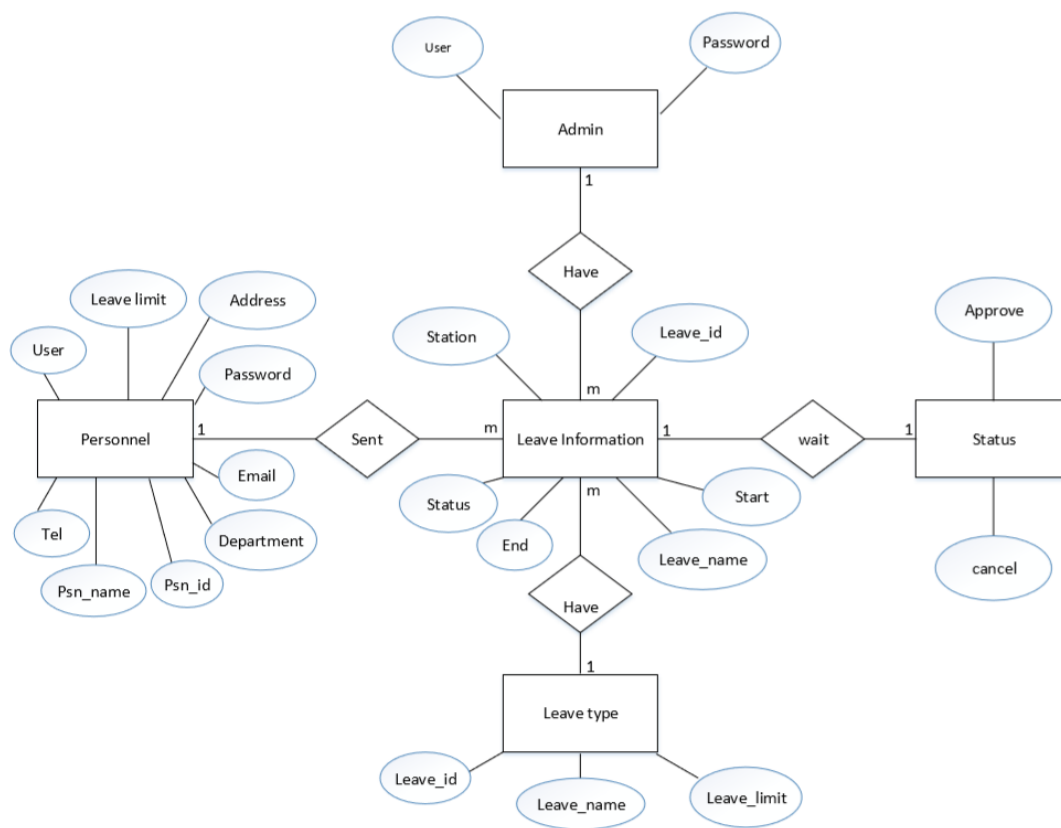 User
Password
Admin
1
Have
Leave limit
Address
Station
Leave_id
Approve
User
Password
m
Personnel
1
Sent
m
Leave Information
1
wait
1
Status
Email
Status
m
Start
Tel
Department
End
Leave_name
Psn_name
Psn_id
cancel
Have
1
Leave type
Leave_id
Leave_name
Leave_limit